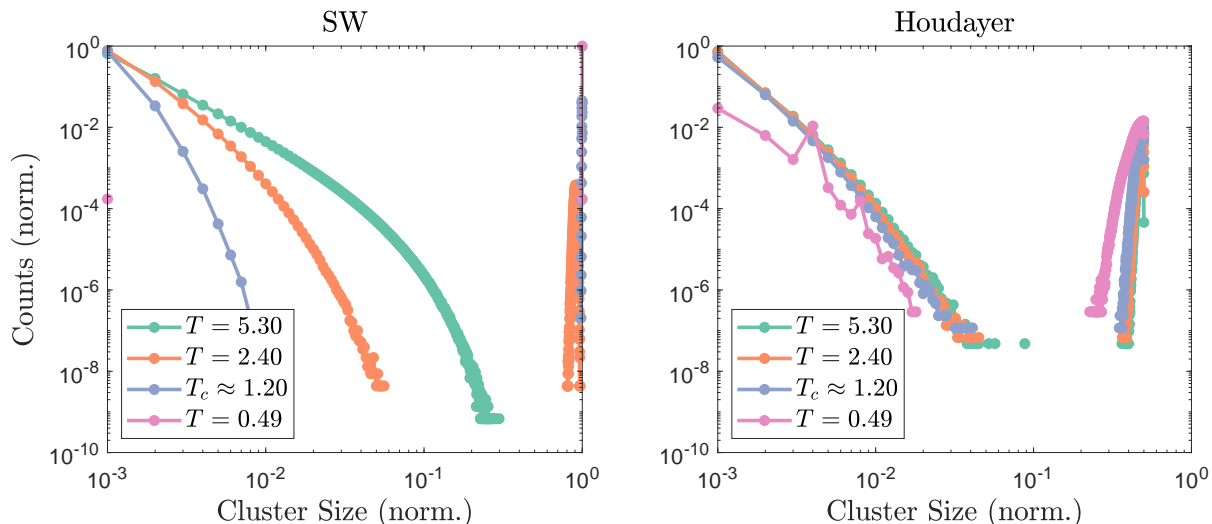 SW
Counts (norm.)
10^0
10^-2
10^-4
10^-6
10^-8
10^-10
T = 5.30
T = 2.40
T_c ≈ 1.20
T = 0.49
10^-3 10^-2 10^-1 10^0
Cluster Size (norm.)
Houdayer
10^0
10^-2
10^-4
10^-6
10^-8
10^-10
T = 5.30
T = 2.40
T_c ≈ 1.20
T = 0.49
10^-3 10^-2 10^-1 10^0
Cluster Size (norm.)